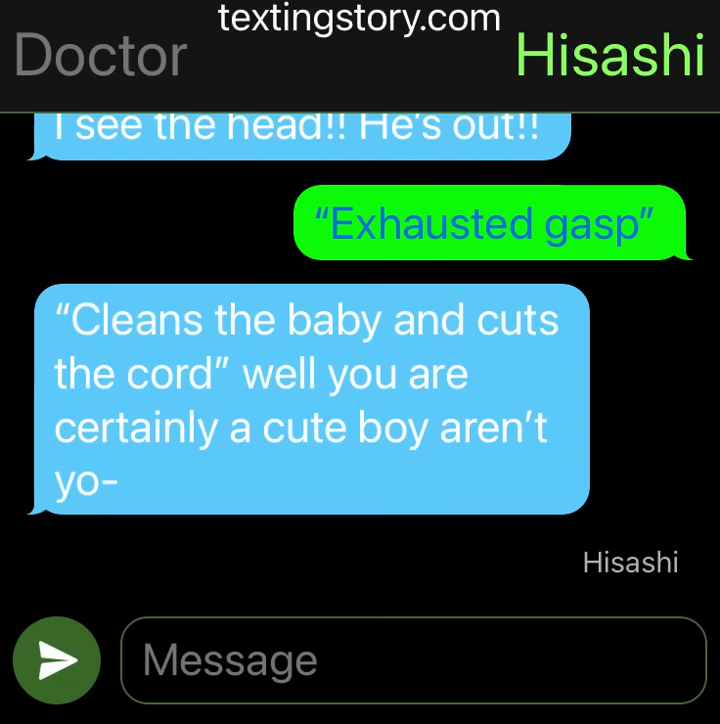 textingstory.com
Doctor
Hisashi
I see the head!! He's out!!
“Exhausted gasp”
“Cleans the baby and cuts
the cord” well you are
certainly a cute boy aren’t
yo-
Hisashi
Message